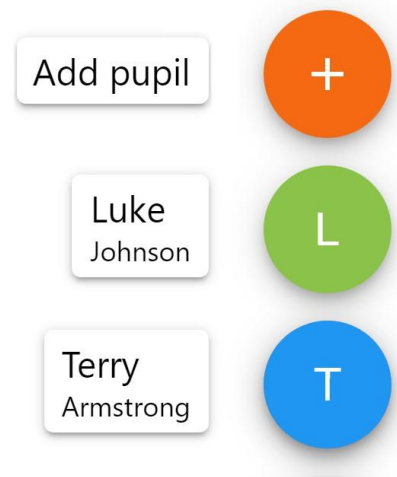 Add pupil +
Luke L
Johnson
Terry T
Armstrong